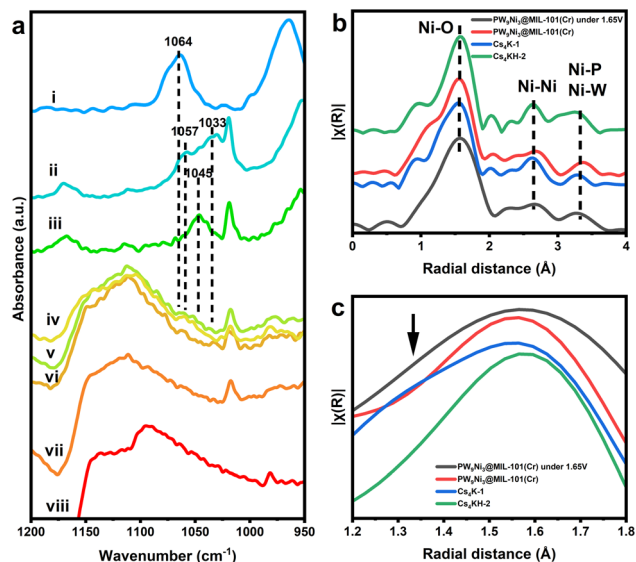 a
1064
1057
1033
1045
i
ii
iii
iv
v
vi
vii
viii
Absorbance (a.u.)
1200 1150 1100 1050 1000 950
Wavenumber (cm⁻¹)
b
PW₉Ni₃@MIL-101(Cr) under 1.65V
PW₉Ni₃@MIL-101(Cr)
Cs₄K-1
Cs₄KH-2
Ni-O
Ni-Ni
Ni-P
Ni-W
|χ(R)|
0 1 2 3 4
Radial distance (Å)
c
PW₉Ni₃@MIL-101(Cr) under 1.65V
PW₉Ni₃@MIL-101(Cr)
Cs₄K-1
Cs₄KH-2
|χ(R)|
1.2 1.3 1.4 1.5 1.6 1.7 1.8
Radial distance (Å)